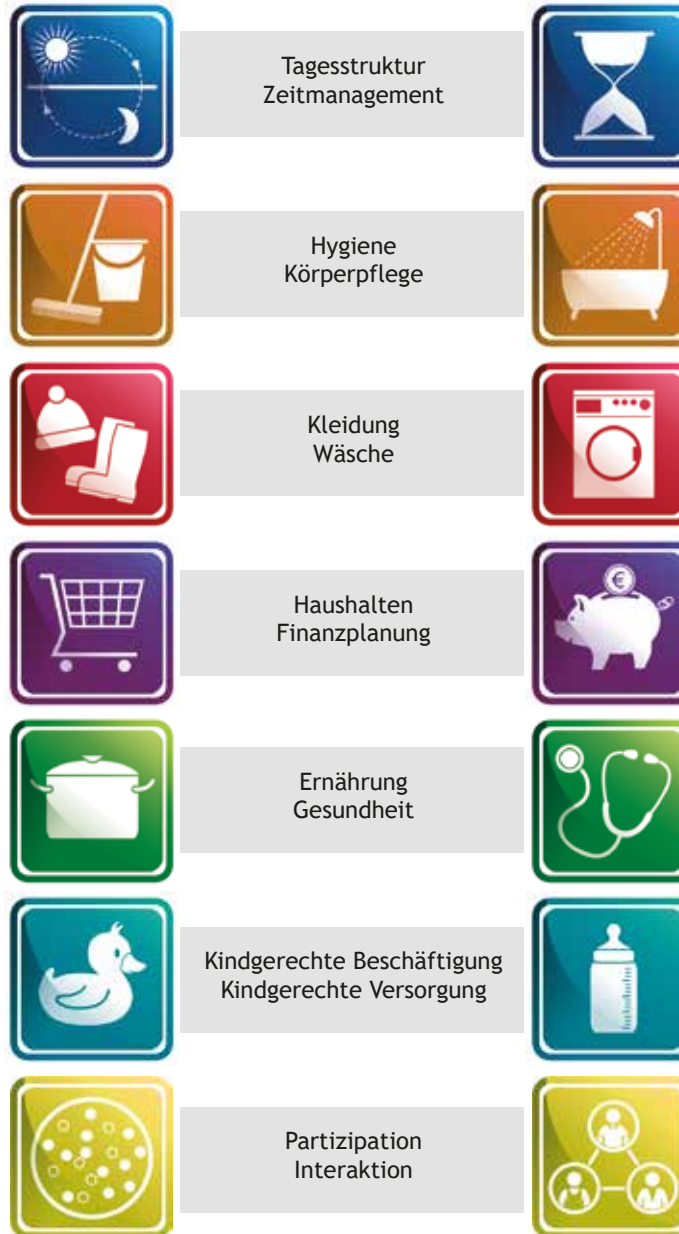 Tagesstruktur
Zeitmanagement
Hygiene
Körperpflege
Kleidung
Wäsche
Haushalten
Finanzplanung
€
Ernährung
Gesundheit
Kindgerechte Beschäftigung
Kindgerechte Versorgung
Partizipation
Interaktion